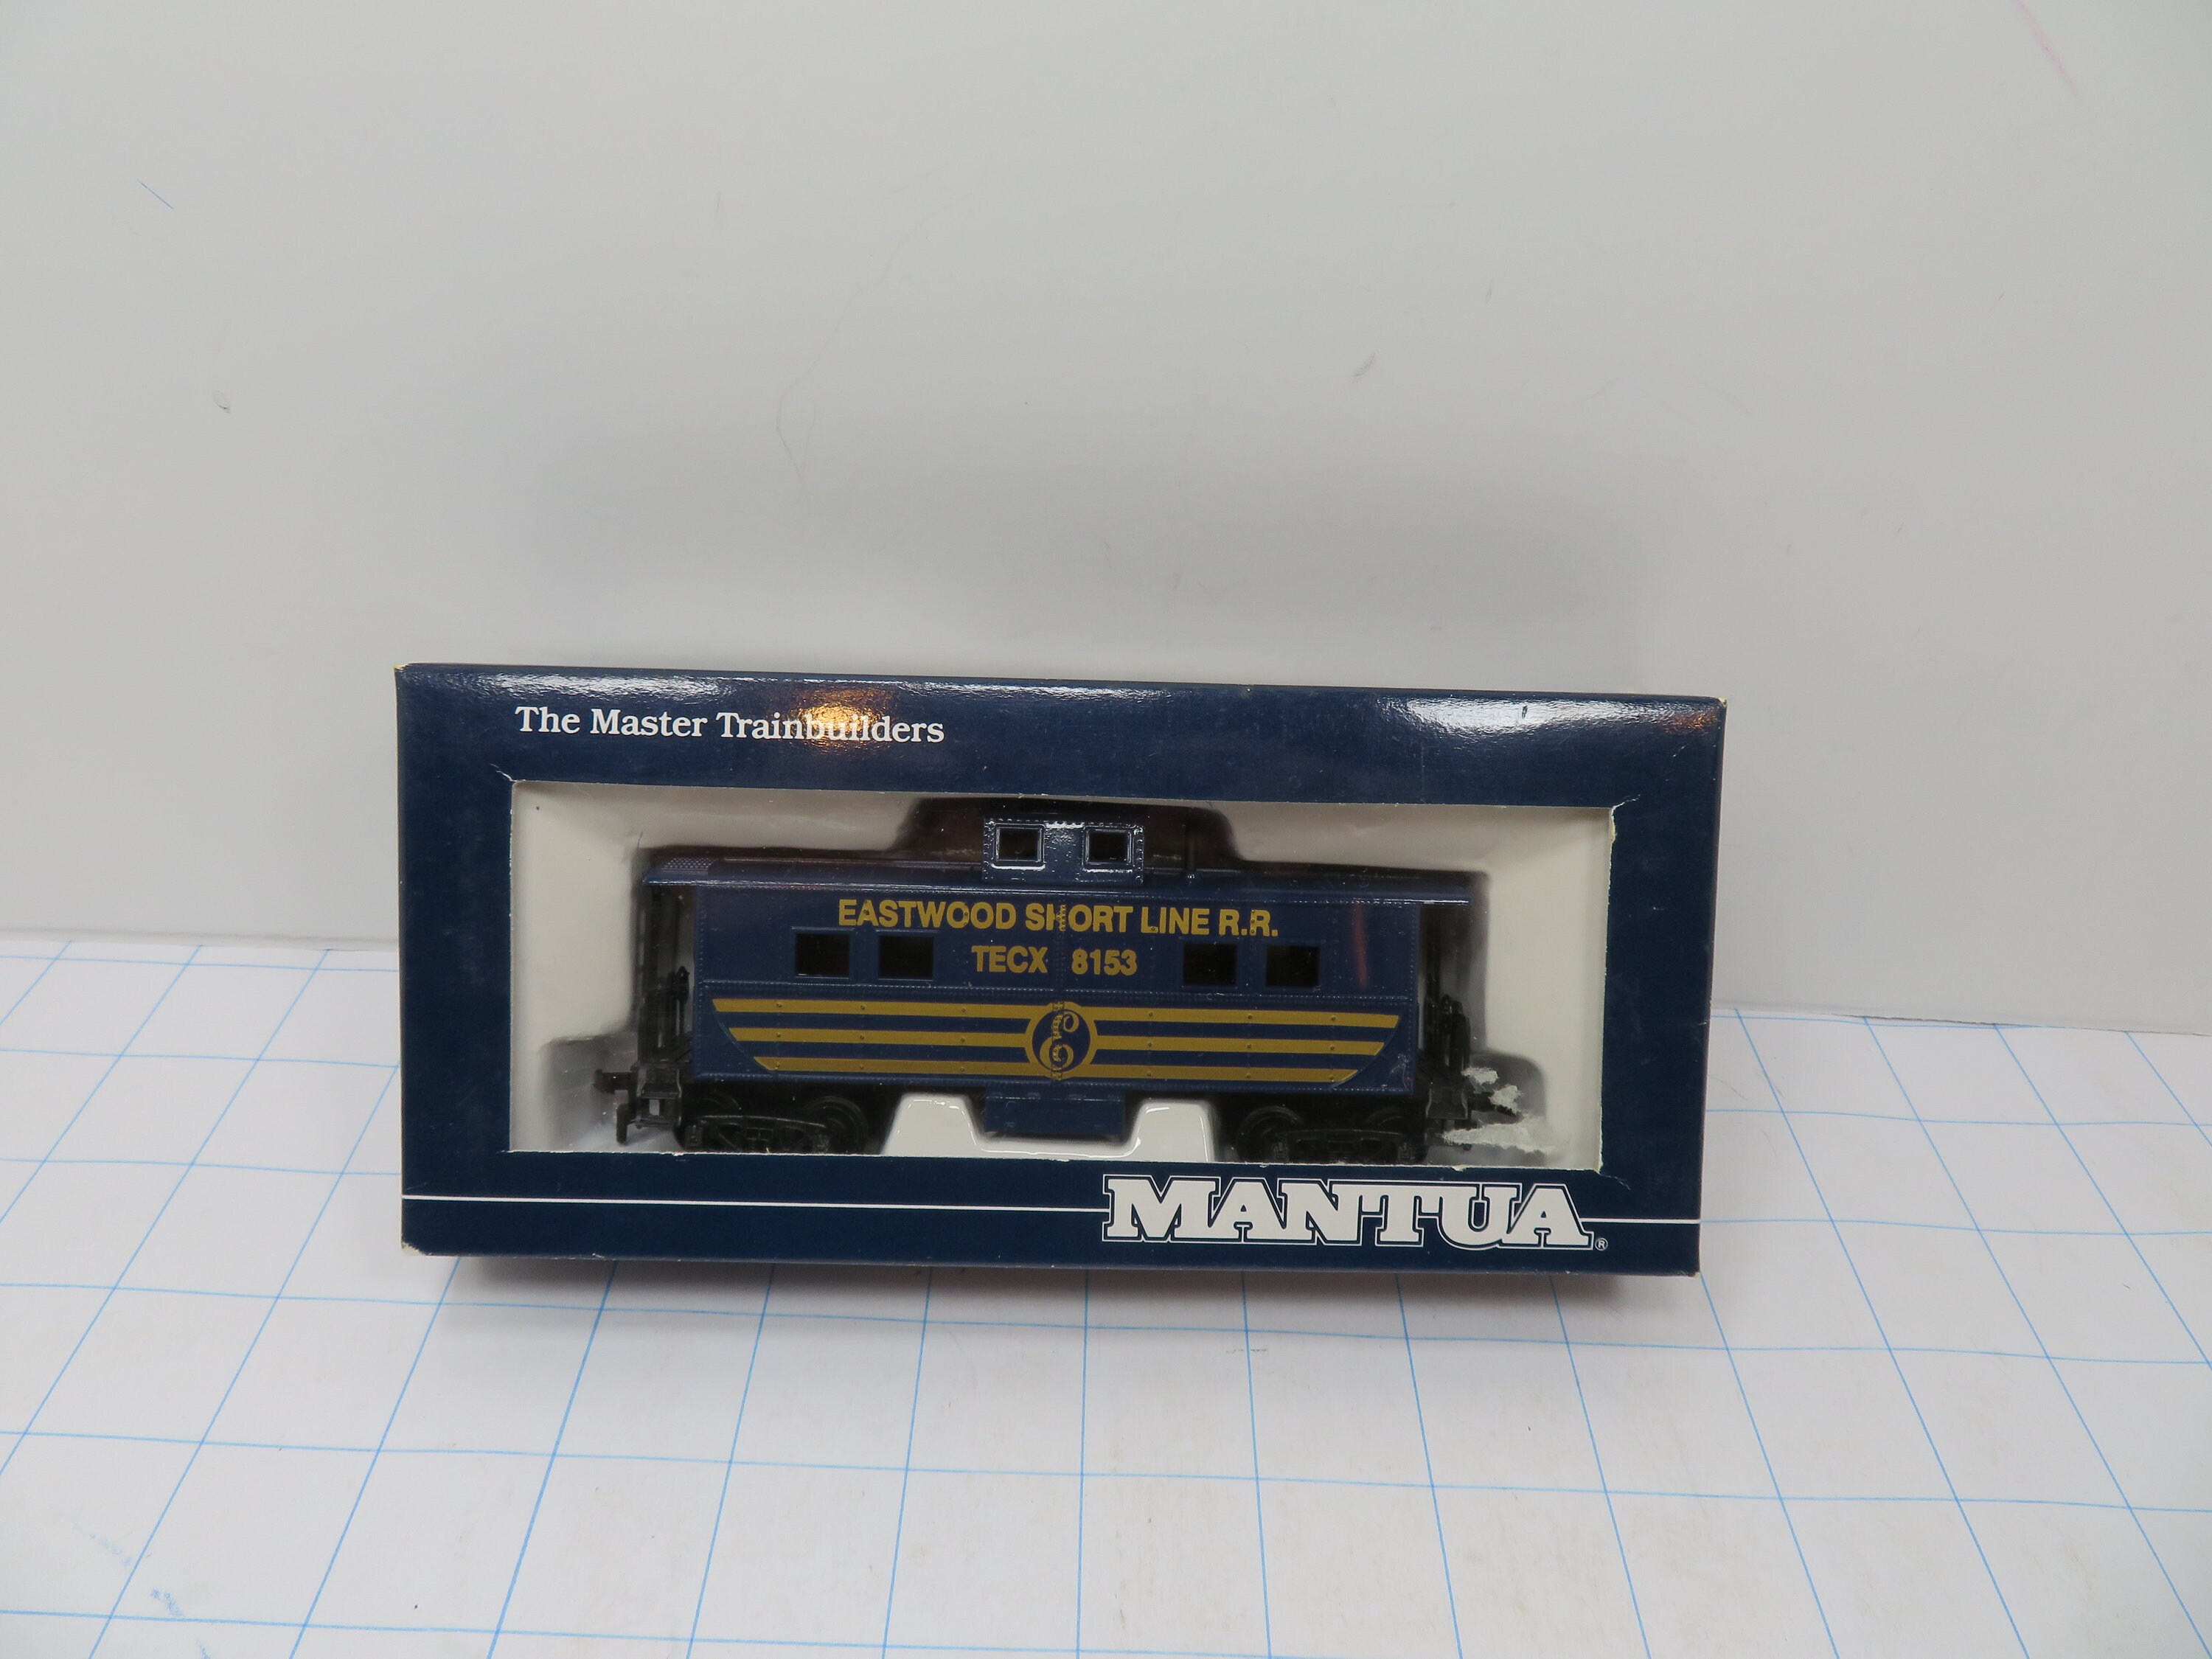 The Master Trainbuilders
EASTWOOD SHORT LINE R.R.
TECX 8153
E
MANTUA®